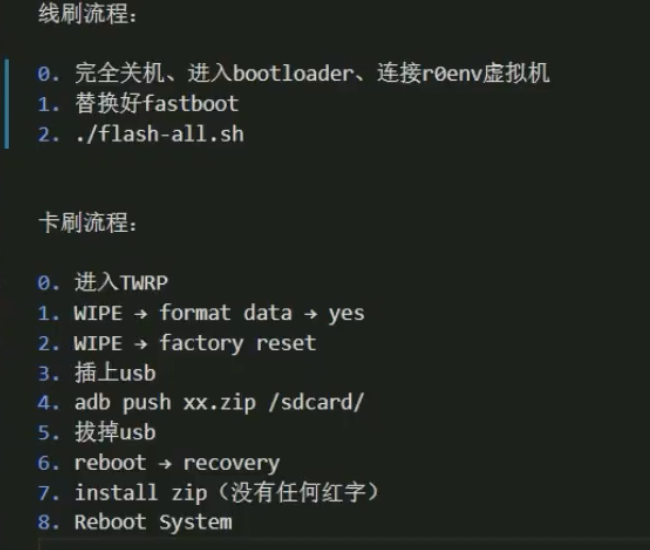 线刷流程：
0. 完全关机、进入bootloader、连接r0env虚拟机
1. 替换好fastboot
2. ./flash-all.sh
卡刷流程：
0. 进入TWRP
1. WIPE → format data → yes
2. WIPE → factory reset
3. 插上usb
4. adb push xx.zip /sdcard/
5. 拔掉usb
6. reboot → recovery
7. install zip（没有任何红字）
8. Reboot System